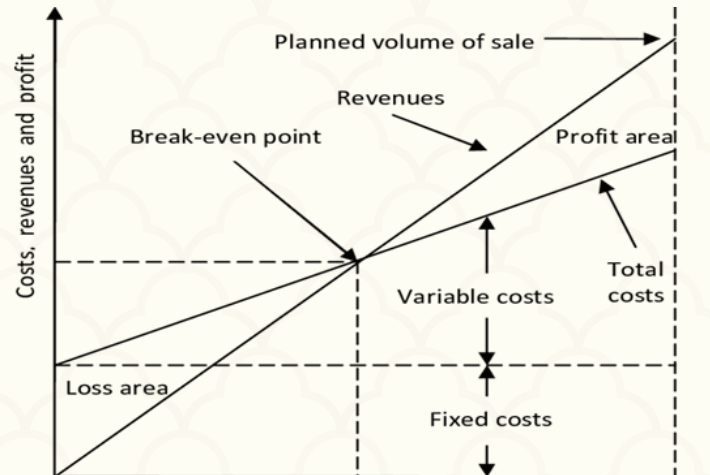 Planned volume of sale
Revenues
Break-even point
Profit area
Costs, revenues and profit
Total
costs
Variable costs
Loss area
Fixed costs